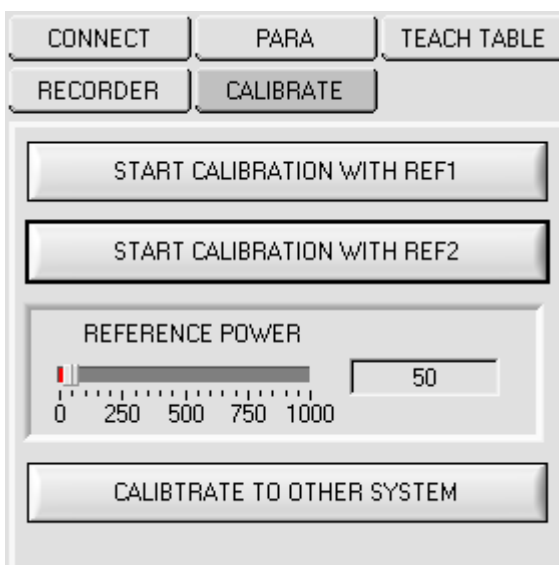 CONNECT PARA TEACH TABLE
RECORDER CALIBRATE
START CALIBRATION WITH REF1
START CALIBRATION WITH REF2
REFERENCE POWER
50
0 250 500 750 1000
CALIBTRATE TO OTHER SYSTEM